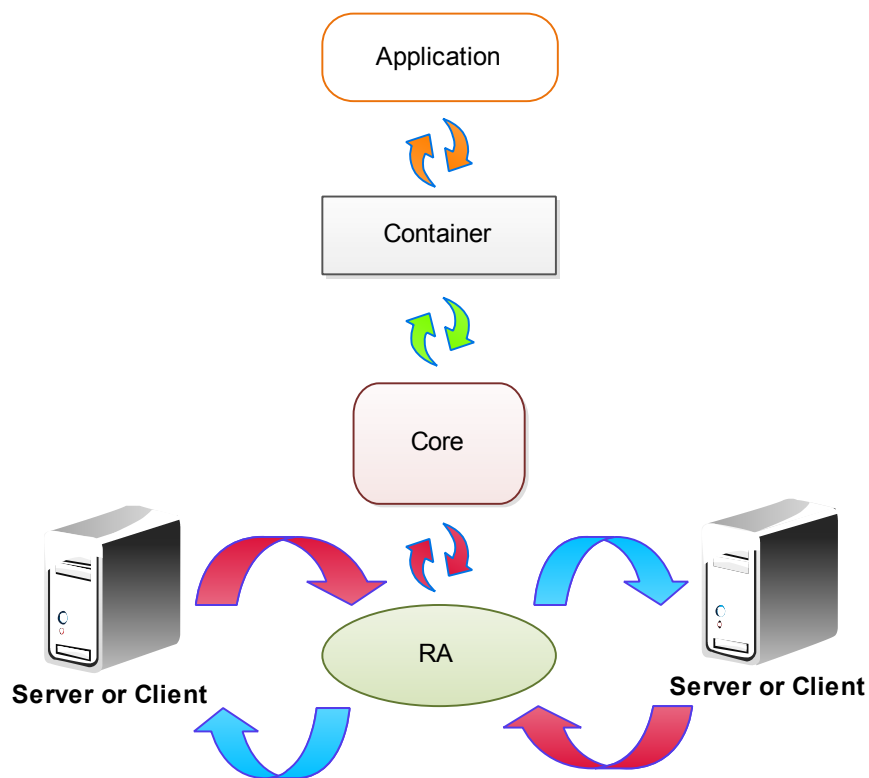 Application
Container
Core
RA
Server or Client
Server or Client